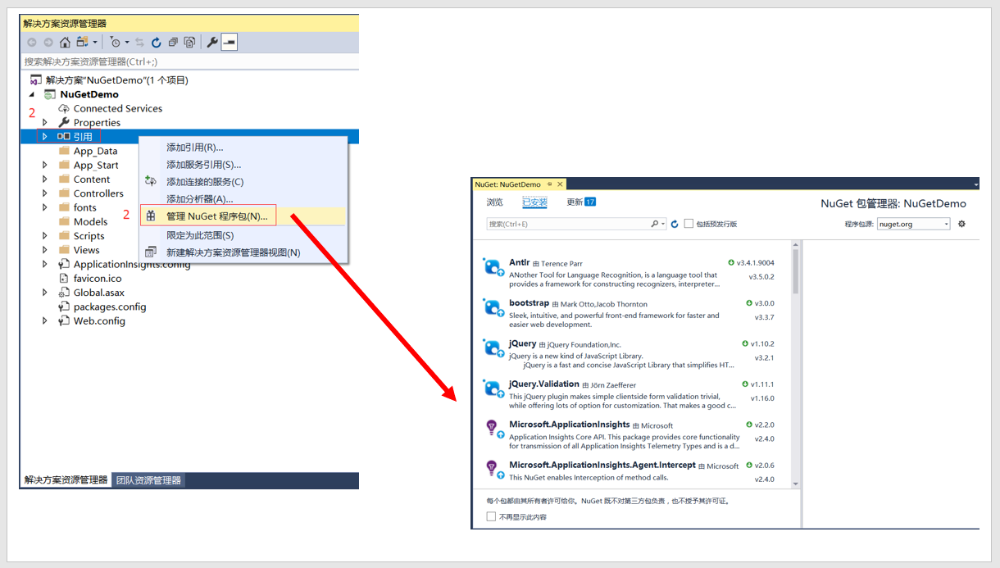 解决方案资源管理器
搜索解决方案资源管理器(Ctrl+;)
解决方案"NuGetDemo"(1 个项目)
NuGetDemo
Connected Services
2
Properties
引用
App_Data
App_Start
Content
Controllers
fonts
Models
Scripts
Views
ApplicationInsights.config
favicon.ico
Global.asax
packages.config
Web.config
添加引用(R)...
添加服务引用(S)...
添加连接的服务(C)
添加分析器(A)...
2
管理 NuGet 程序包(N)...
限定为此范围(S)
新建解决方案资源管理器视图(N)
解决方案资源管理器 团队资源管理器
NuGet: NuGetDemo
浏览 已安装 更新 17
NuGet 包管理器: NuGetDemo
搜索(Ctrl+E) 包括预发行版
程序包源: nuget.org
Antlr 由 Terence Parr v3.4.1.9004
ANother Tool for Language Recognition, is a language tool that v3.5.0.2
provides a framework for constructing recognizers, interpreter...
bootstrap 由 Mark Otto,Jacob Thornton v3.0.0
Sleek, intuitive, and powerful front-end framework for faster and v3.3.7
easier web development.
jQuery 由 jQuery Foundation,Inc. v1.10.2
jQuery is a new kind of JavaScript Library. v3.2.1
jQuery is a fast and concise JavaScript Library that simplifies HT...
jQuery.Validation 由 Jörn Zaefferer v1.11.1
This jQuery plugin makes simple clientside form validation trivial, v1.16.0
while offering lots of option for customization. That makes a good c...
Microsoft.ApplicationInsights 由 Microsoft v2.2.0
Application Insights Core API. This package provides core functionality v2.4.0
for transmission of all Application Insights Telemetry Types and is a d...
Microsoft.ApplicationInsights.Agent.Intercept 由 Microsoft v2.0.6
This NuGet enables Interception of method calls. v2.4.0
每个包都由其所有者许可给你。NuGet 既不对第三方包负责，也不授予其许可证。
不再显示此内容